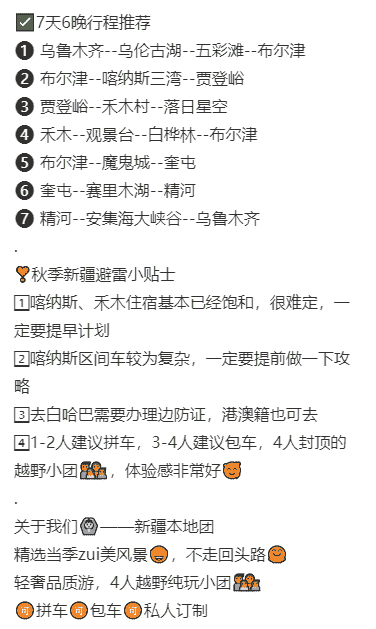 ✅7天6晚行程推荐
❶ 乌鲁木齐--乌伦古湖--五彩滩--布尔津
❷ 布尔津--喀纳斯三湾--贾登峪
❸ 贾登峪--禾木村--落日星空
❹ 禾木--观景台--白桦林--布尔津
❺ 布尔津--魔鬼城--奎屯
❻ 奎屯--赛里木湖--精河
❼ 精河--安集海大峡谷--乌鲁木齐
.
❣️秋季新疆避雷小贴士
1️⃣喀纳斯、禾木住宿基本已经饱和，很难定，一
定要提早计划
2️⃣喀纳斯区间车较为复杂，一定要提前做一下攻
略
3️⃣去白哈巴需要办理边防证，港澳籍也可去
4️⃣1-2人建议拼车，3-4人建议包车，4人封顶的
越野小团👭，体验感非常好🥰
.
关于我们🙆——新疆本地团
精选当季zui美风景😀，不走回头路😊
轻奢品质游，4人越野纯玩小团👭
🉑拼车🉑包车🉑私人订制